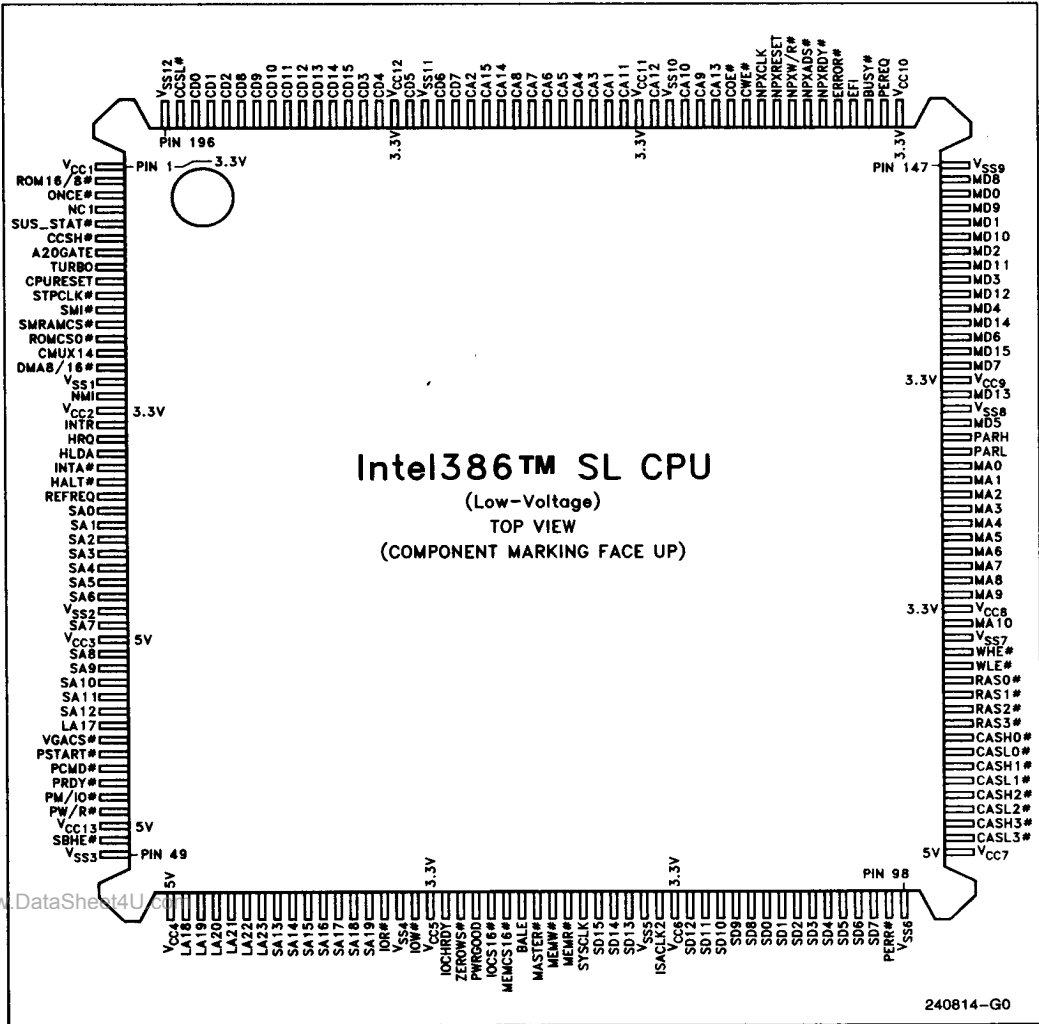 VSS12
CCSL#
CD0
CD1
CD2
CD8
CD9
CD10
CD11
CD12
CD13
CD14
CD15
CD3
CD4
VCC12
CD5
VSS11
CD6
CD7
CA2
CA15
CA14
CA8
CA7
CA6
CA5
CA4
CA3
CA1
CA11
VCC11
CA12
VSS10
CA10
CA9
CA13
COE#
CWE#
NPXCLK
NPXRESET
NPXW/R#
NPXADS#
NPXRDY#
ERROR#
EFI
BUSY#
PEREQ
VCC10
PIN 196
3.3V
3.3V
3.3V
PIN 1
3.3V
PIN 147
VCC1
ROM16/8#
ONCE#
NC1
SUS_STAT#
CCSH#
A20GATE
TURBO
CPURESET
STPCLK#
SMI#
SMRAMCS#
ROMCS0#
CMUX14
DMA8/16#
VSS1
NMI
VCC2 3.3V
INTR
HRQ
HLDA
INTA#
HALT#
REFREQ
SA0
SA1
SA2
SA3
SA4
SA5
SA6
VSS2
SA7
VCC3 5V
SA8
SA9
SA10
SA11
SA12
LA17
VGACS#
PSTART#
PCMD#
PRDY#
PM/IO#
PW/R#
VCC13 5V
SBHE#
VSS3 PIN 49
Intel386™ SL CPU
(Low-Voltage)
TOP VIEW
(COMPONENT MARKING FACE UP)
VSS9
MD8
MD0
MD9
MD1
MD10
MD2
MD11
MD3
MD12
MD4
MD14
MD6
MD15
MD7
3.3V VCC9
MD13
VSS8
MD5
PARH
PARL
MA0
MA1
MA2
MA3
MA4
MA5
MA6
MA7
MA8
MA9
3.3V VCC8
MA10
VSS7
WHE#
WLE#
RAS0#
RAS1#
RAS2#
RAS3#
CASH0#
CASL0#
CASH1#
CASL1#
CASH2#
CASL2#
CASH3#
CASL3#
5V VCC7
5V
3.3V
3.3V
PIN 98
VCC4
LA18
LA19
LA20
LA21
LA22
LA23
SA13
SA14
SA15
SA16
SA17
SA18
SA19
IOR#
VSS4
IOW#
VCC5
IOCHRDY
ZEROWS#
PWRGOOD
IOCS16#
MEMCS16#
BALE
MASTER#
MEMW#
MEMR#
SYSCLK
SD15
SD14
SD13
VSS5
ISACLK2
VCC6
SD12
SD11
SD10
SD9
SD8
SD0
SD1
SD2
SD3
SD4
SD5
SD6
SD7
PERR#
VSS6
w.DataSheet4U.com
240814-G0